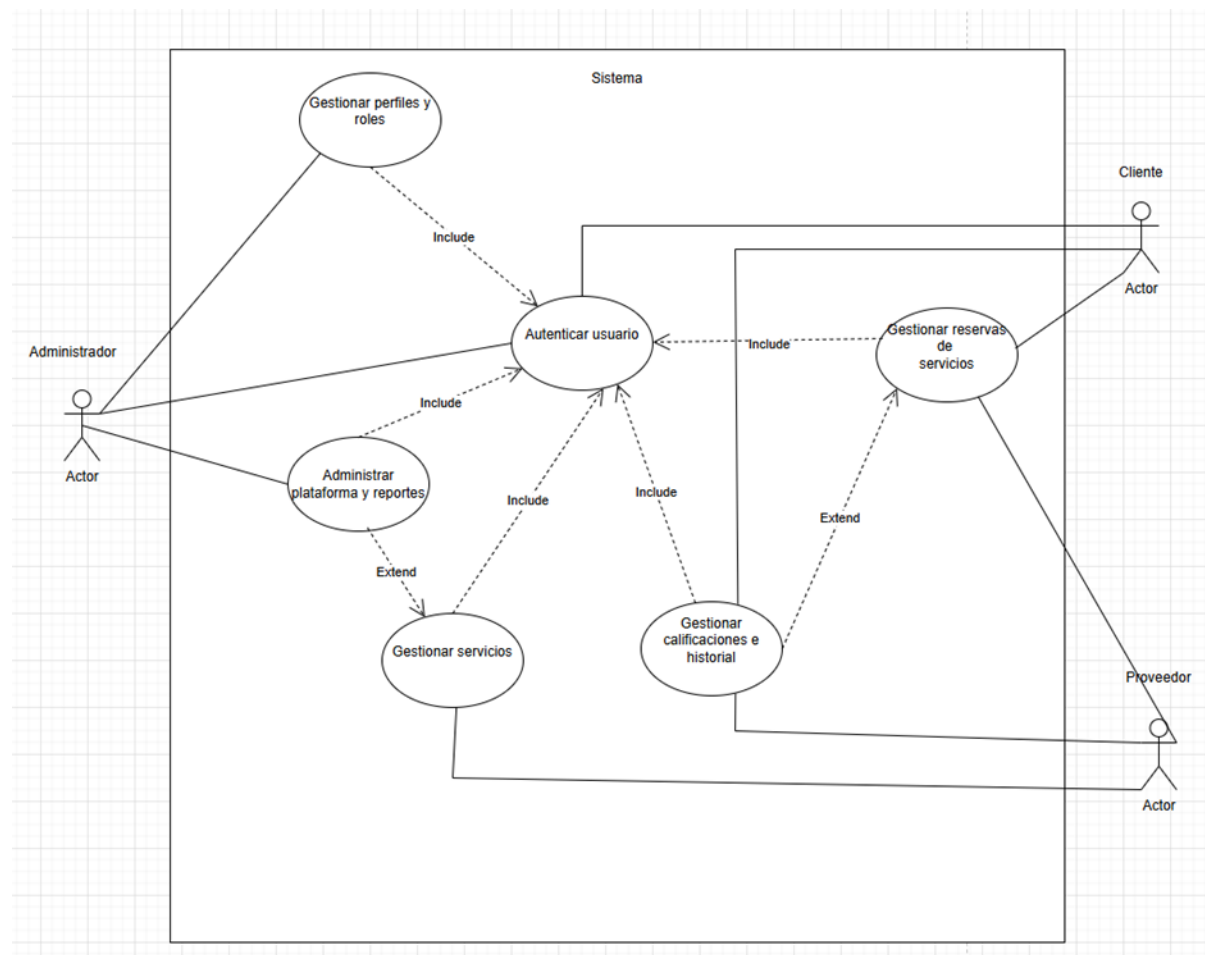 Sistema
Gestionar perfiles y
roles
Cliente
Include
Actor
Autenticar usuario
Gestionar reservas
de
servicios
Include
Administrador
Include
Actor
Administrar
plataforma y reportes
Include
Include
Extend
Extend
Gestionar servicios
Gestionar
calificaciones e
historial
Proveedor
Actor